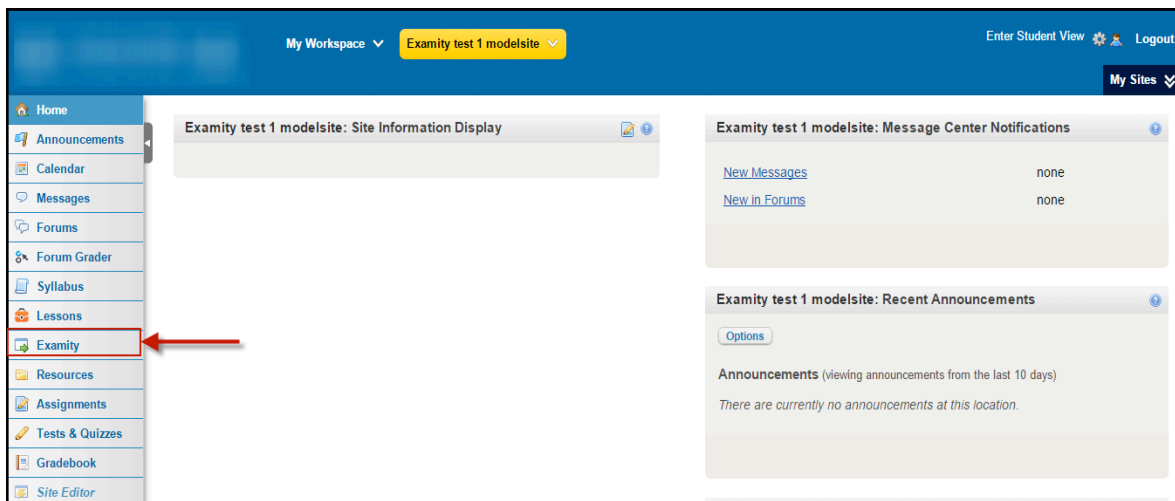 My Workspace
Examity test 1 modelsite
Enter Student View
Logout
My Sites
Home
Announcements
Calendar
Messages
Forums
Forum Grader
Syllabus
Lessons
Examity
Resources
Assignments
Tests & Quizzes
Gradebook
Site Editor
Examity test 1 modelsite: Site Information Display
Examity test 1 modelsite: Message Center Notifications
New Messages none
New in Forums none
Examity test 1 modelsite: Recent Announcements
Options
Announcements (viewing announcements from the last 10 days)
There are currently no announcements at this location.